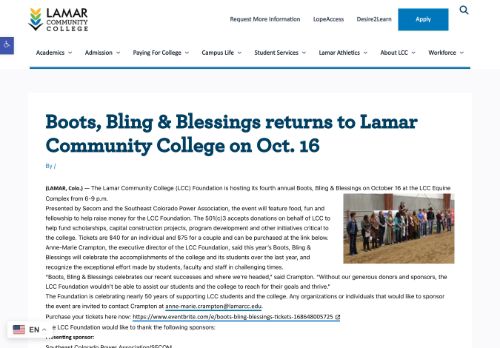 LAMAR
COMMUNITY
COLLEGE
Request More Information
LopeAccess
Desire2Learn
Apply
Academics
Admission
Paying For College
Campus Life
Student Services
Lamar Athletics
About LCC
Workforce
Boots, Bling & Blessings returns to Lamar
Community College on Oct. 16
By /
(LAMAR, Colo.) — The Lamar Community College (LCC) Foundation is hosting its fourth annual Boots, Bling & Blessings on October 16 at the LCC Equine
Complex from 6-9 p.m.
Presented by Secom and the Southeast Colorado Power Association, the event will feature food, fun and
fellowship to help raise money for the LCC Foundation. The 501(c)3 accepts donations on behalf of LCC to
help fund scholarships, capital construction projects, program development and other initiatives critical to
the college. Tickets are $40 for an individual and $75 for a couple and can be purchased at the link below.
Anne-Marie Crampton, the executive director of the LCC Foundation, said this year's Boots, Bling &
Blessings will celebrate the accomplishments of the college and its students over the last year, and
recognize the exceptional effort made by students, faculty and staff in challenging times.
"Boots, Bling & Blessings celebrates our recent successes and where we're headed," said Crampton. "Without our generous donors and sponsors, the
LCC Foundation wouldn't be able to assist our students and the college to reach for their goals and thrive."
The Foundation is celebrating nearly 50 years of supporting LCC students and the college. Any organizations or individuals that would like to sponsor
the event are invited to contact Crampton at anne-marie.crampton@lamarcc.edu.
Purchase your tickets here now: https://www.eventbrite.com/e/boots-bling-blessings-tickets-168648005725
LCC Foundation would like to thank the following sponsors:
Presenting sponsor:
Southeast Colorado Power Association/SECOM
EN